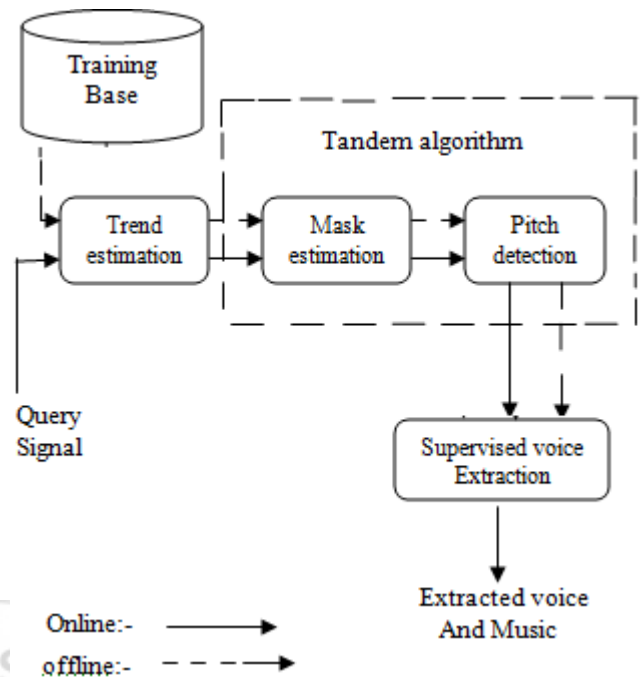 Training
Base
Tandem algorithm
Trend
estimation
Mask
estimation
Pitch
detection
Query
Signal
Supervised voice
Extraction
Extracted voice
And Music
Online:-
offline:-